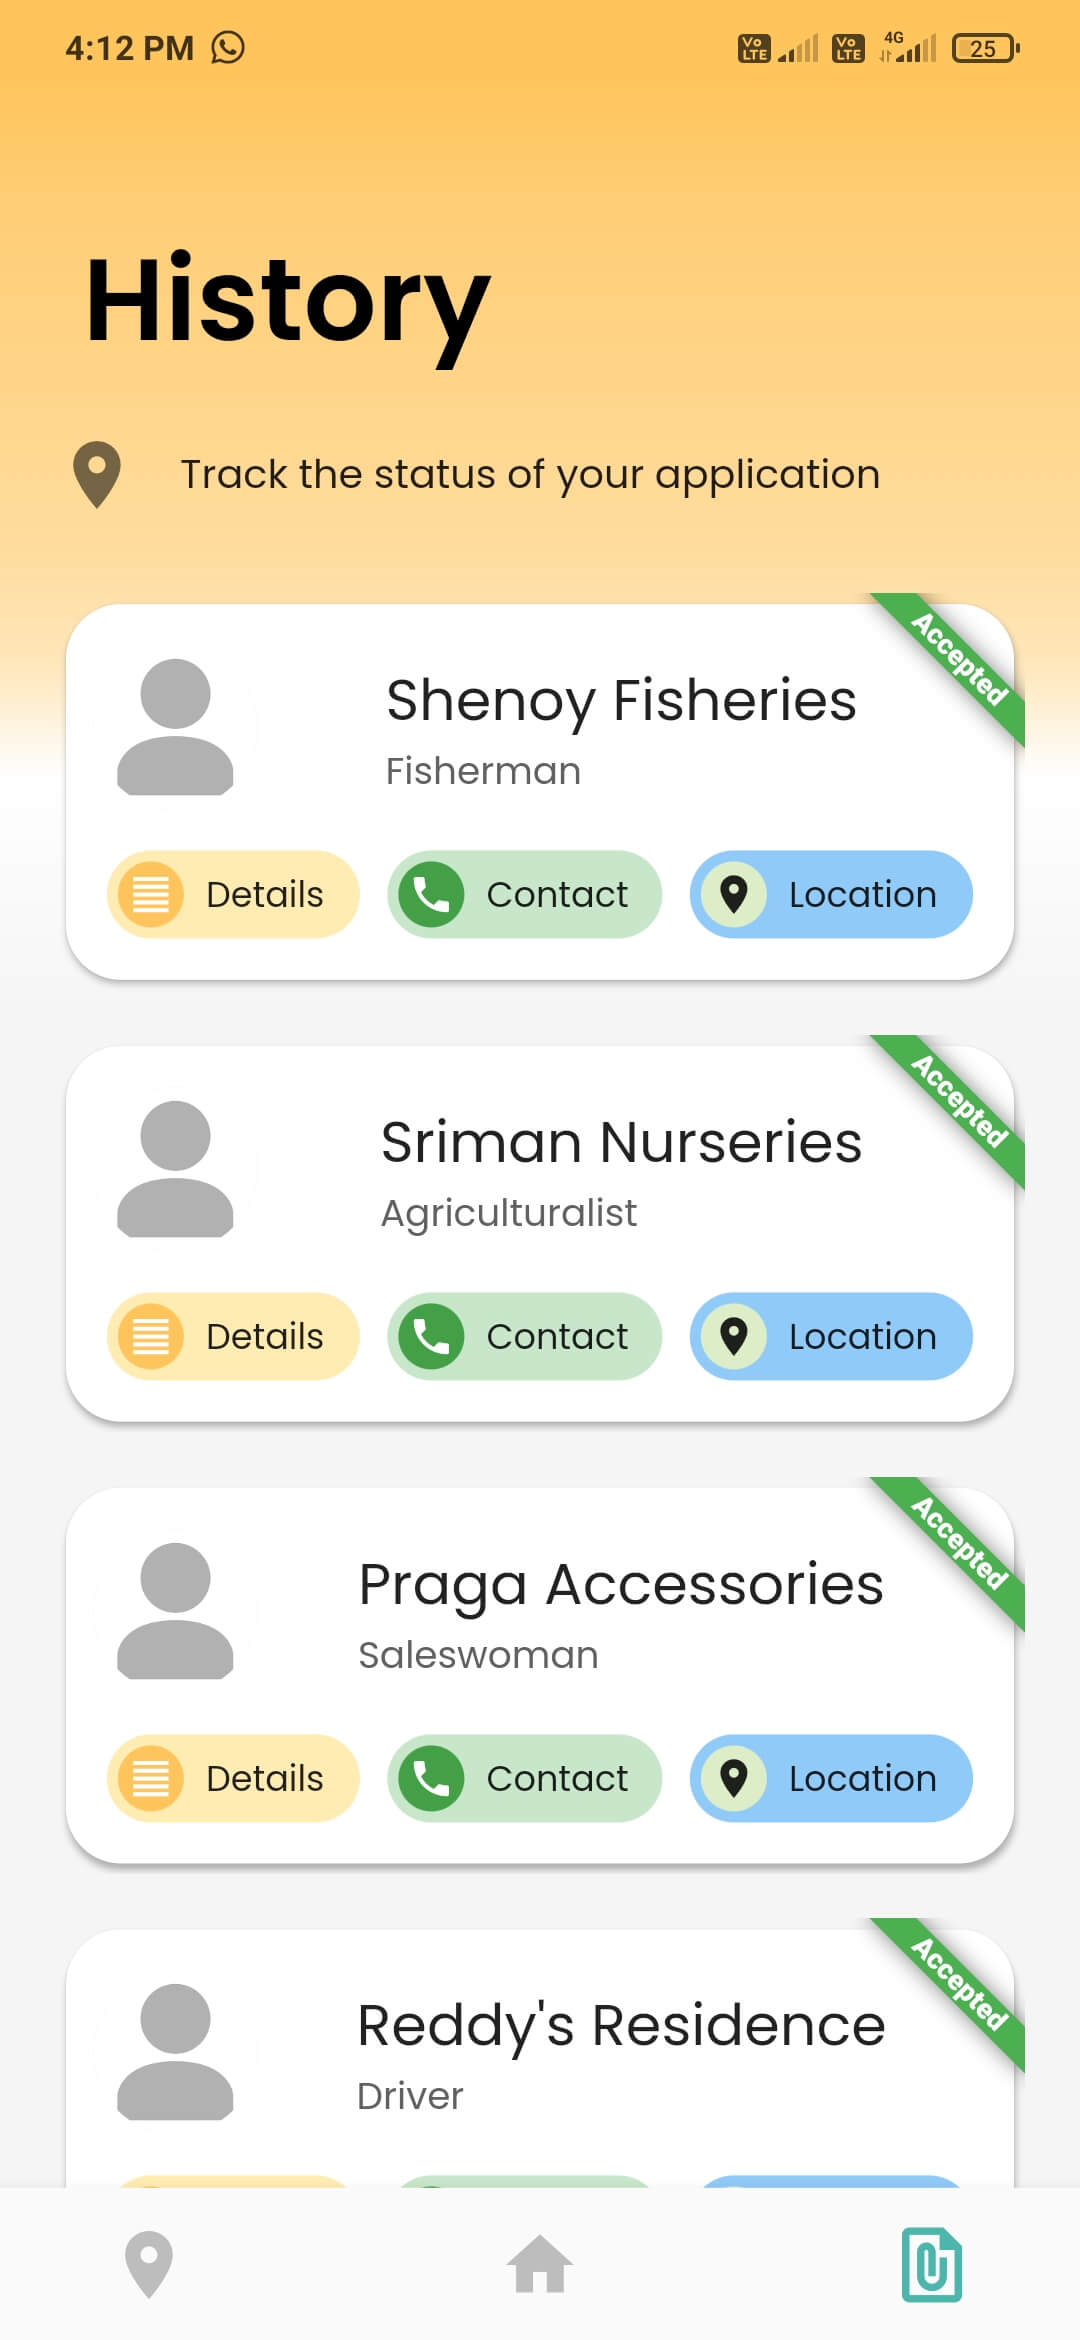 4:12 PM
Vo LTE Vo LTE 4G 25
History
Track the status of your application
Accepted
Shenoy Fisheries
Fisherman
Details Contact Location
Accepted
Sriman Nurseries
Agriculturalist
Details Contact Location
Accepted
Praga Accessories
Saleswoman
Details Contact Location
Accepted
Reddy's Residence
Driver